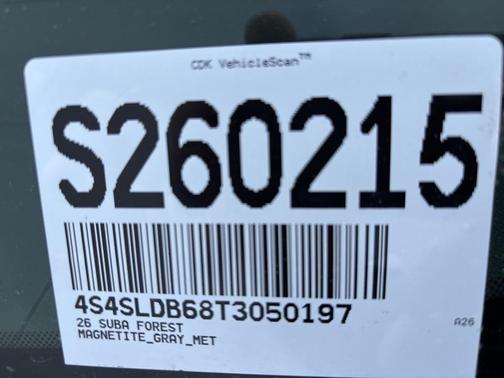 CDK VehicleScan™
S260215
4S4SLDB68T3050197
26 SUBA FOREST
MAGNETITE_GRAY_MET
A26